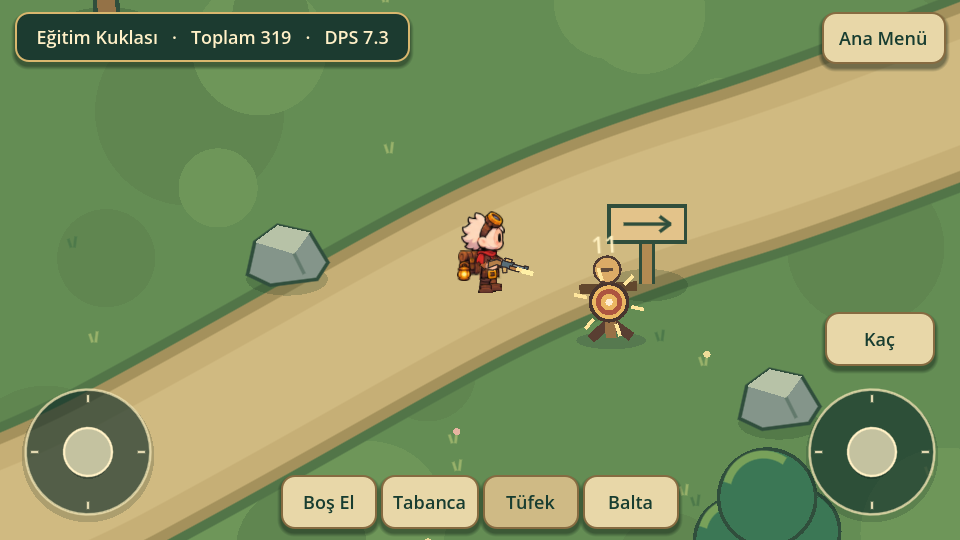 Eğitim Kuklası · Toplam 319 · DPS 7.3
Ana Menü
11
Kaç
Boş El
Tabanca
Tüfek
Balta